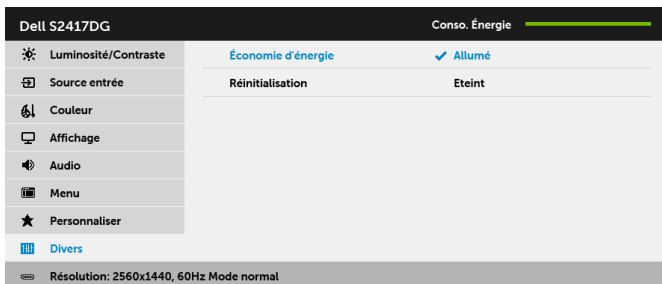 Dell S2417DG Conso. Énergie
Luminosité/Contraste Économie d'énergie Allumé
Source entrée Réinitialisation Eteint
Couleur
Affichage
Audio
Menu
Personnaliser
Divers
Résolution: 2560x1440, 60Hz Mode normal